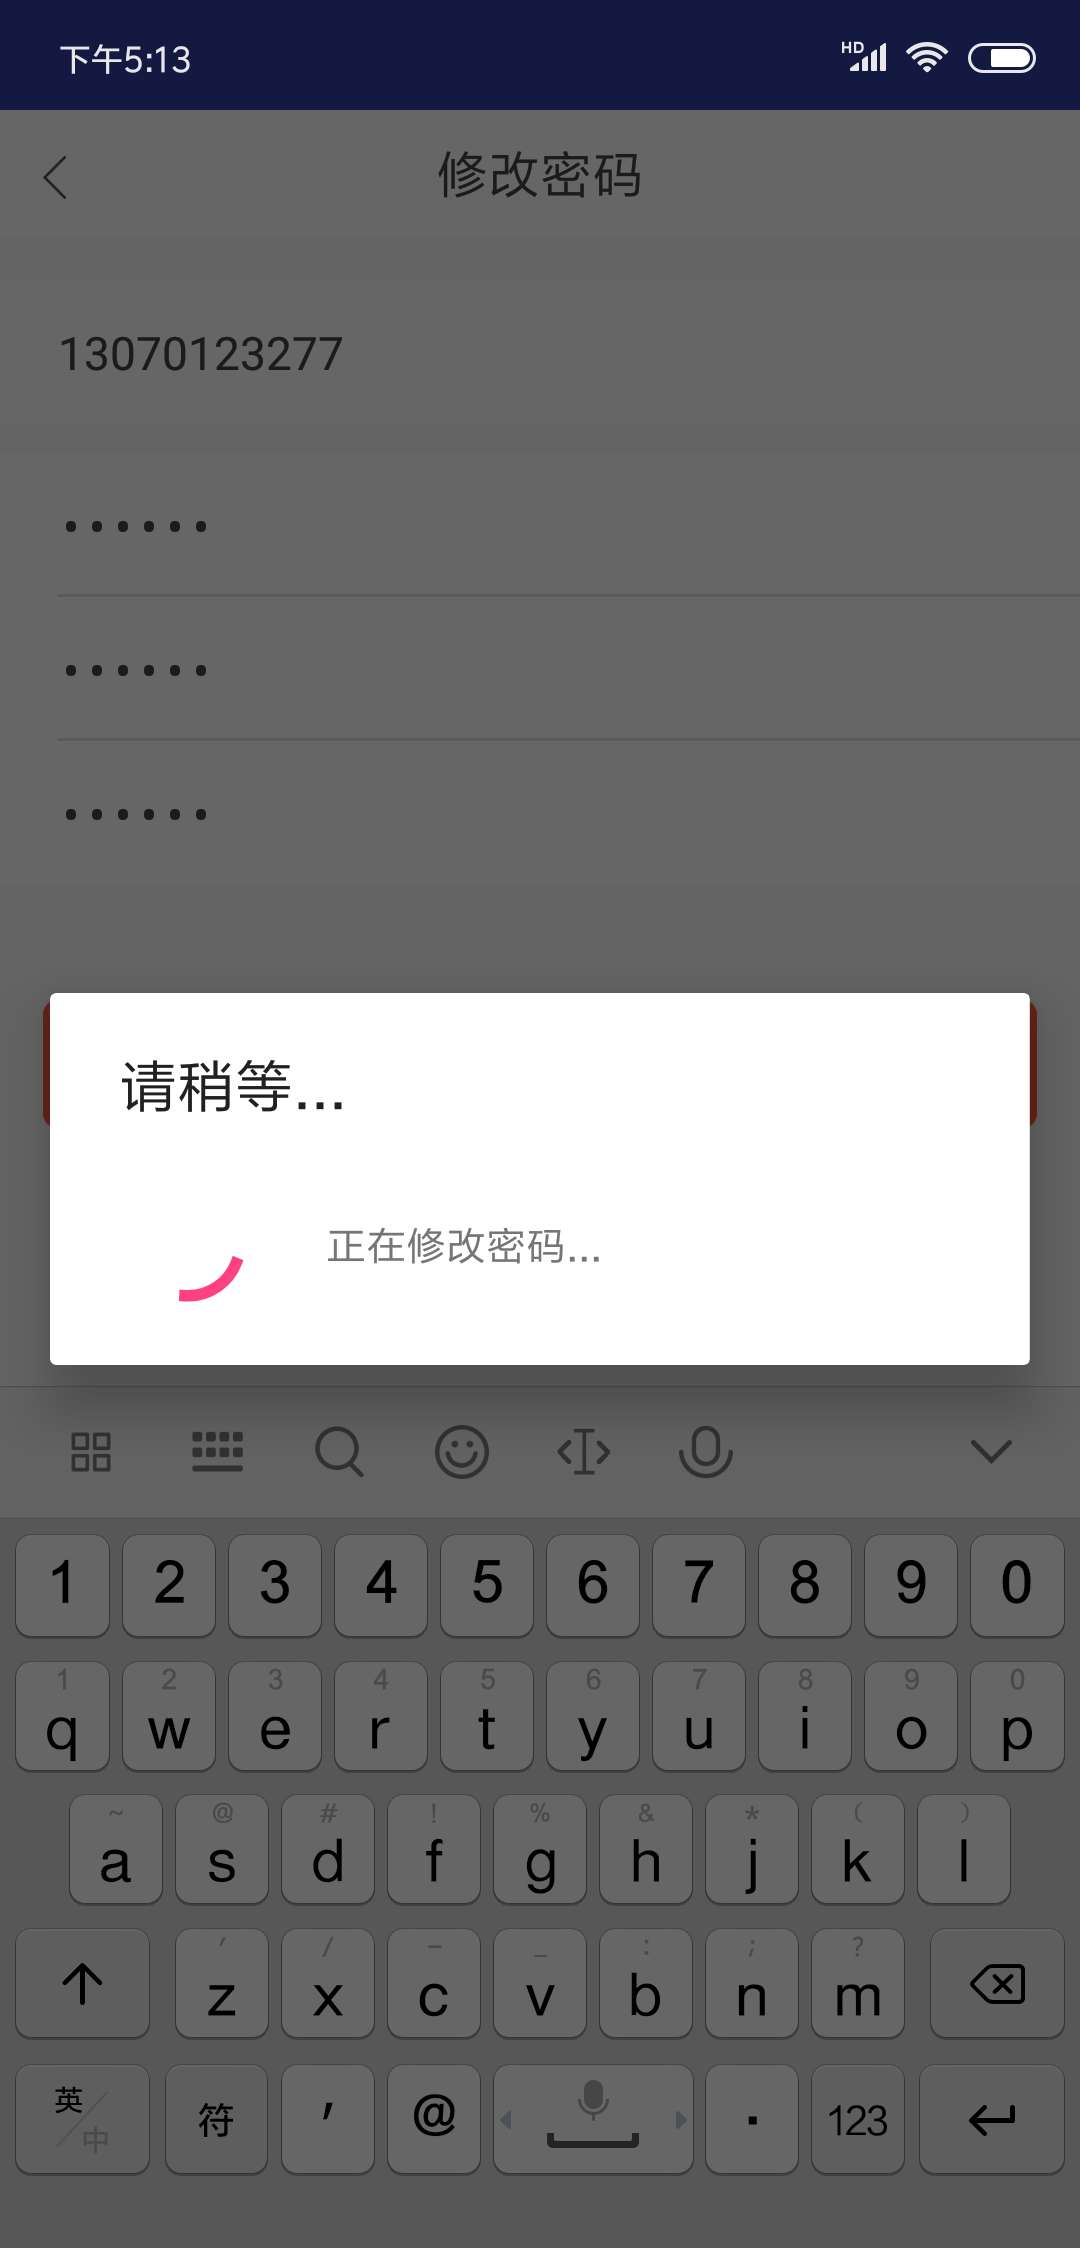 下午5:13
HD
修改密码
13070123277
••••••
••••••
••••••
请稍等...
正在修改密码...
1 2 3 4 5 6 7 8 9 0
1 2 3 4 5 6 7 8 9 0
q w e r t y u i o p
~ @ # ! % & * ( )
a s d f g h j k l
' / - _ : ; ?
z x c v b n m
英/中 符 ' @ . 123